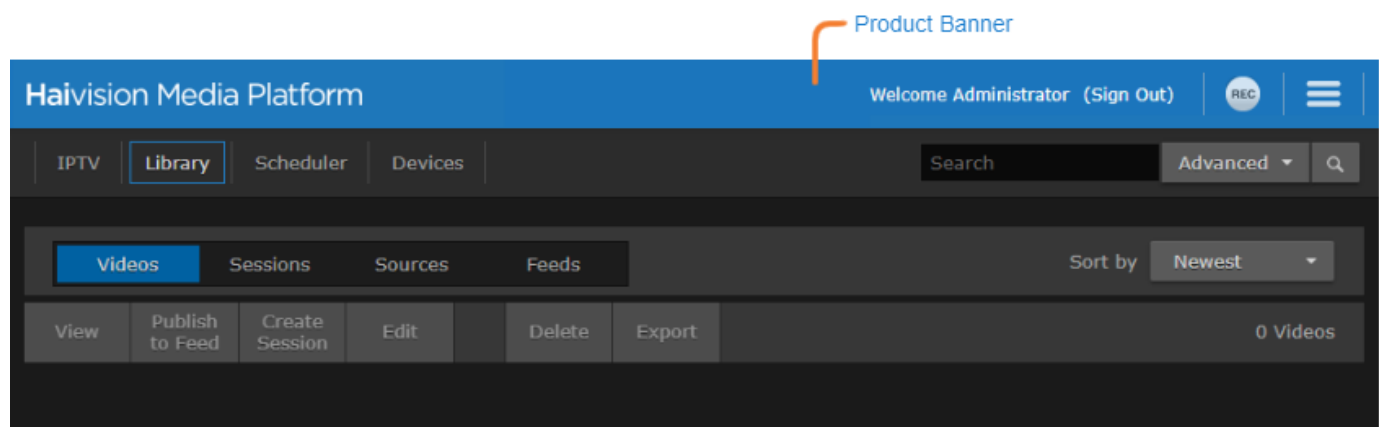 Product Banner
Haivision Media Platform
Welcome Administrator (Sign Out)
REC
IPTV
Library
Scheduler
Devices
Search
Advanced
Videos
Sessions
Sources
Feeds
Sort by
Newest
View
Publish
to Feed
Create
Session
Edit
Delete
Export
0 Videos